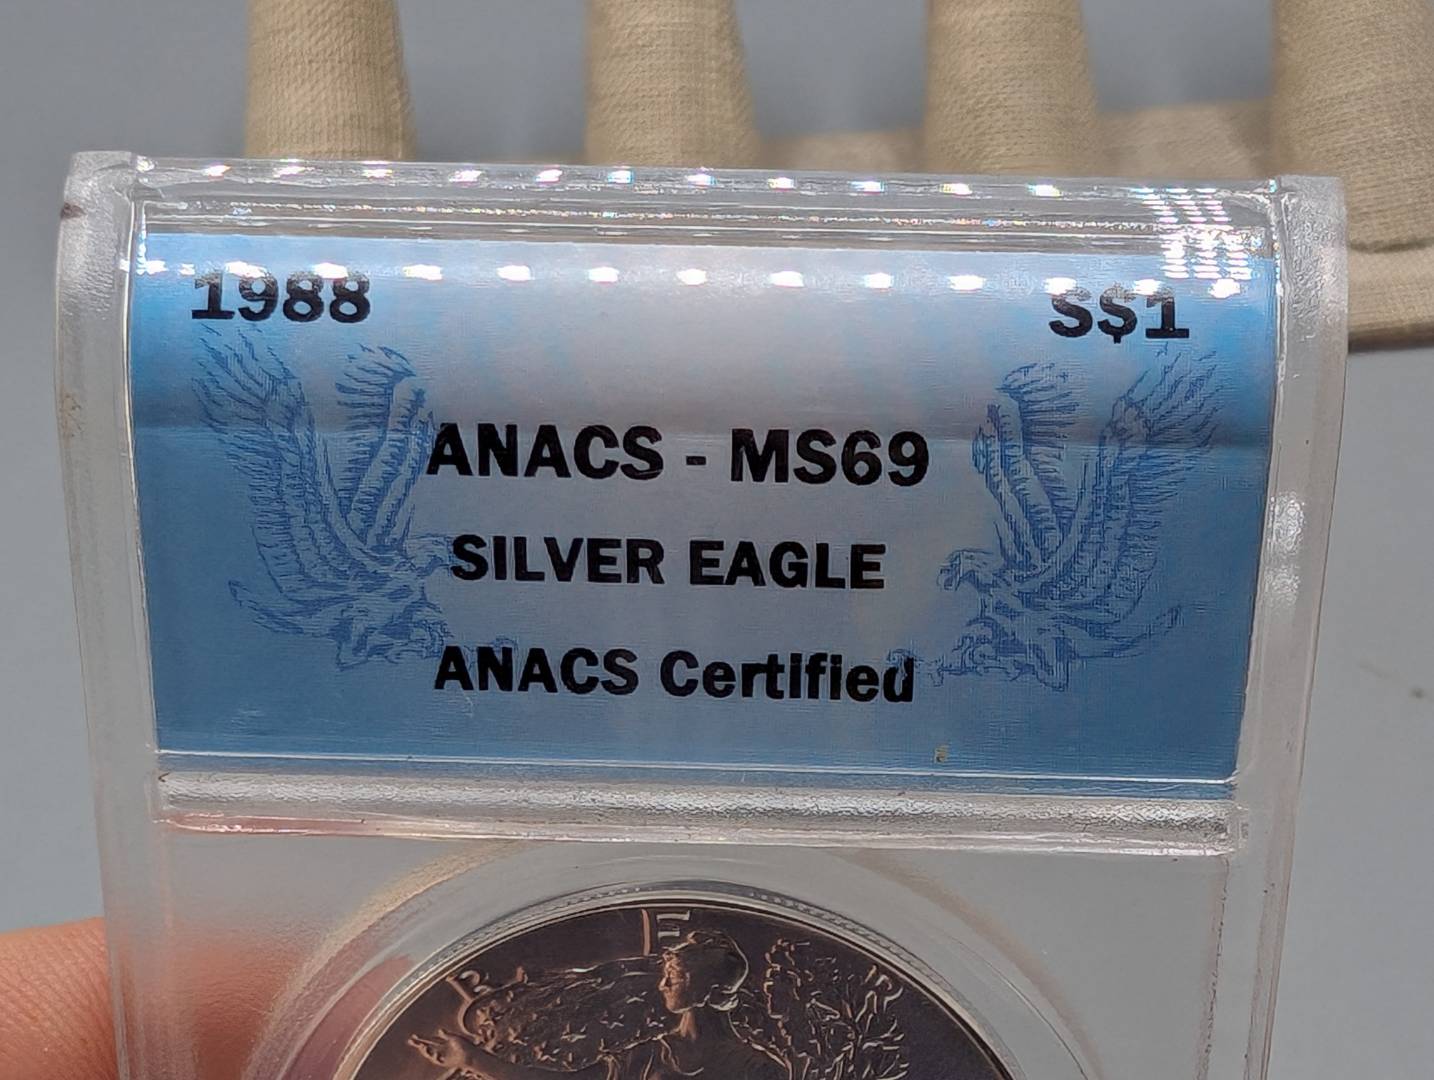 1988 S$1
ANACS - MS69
SILVER EAGLE
ANACS Certified